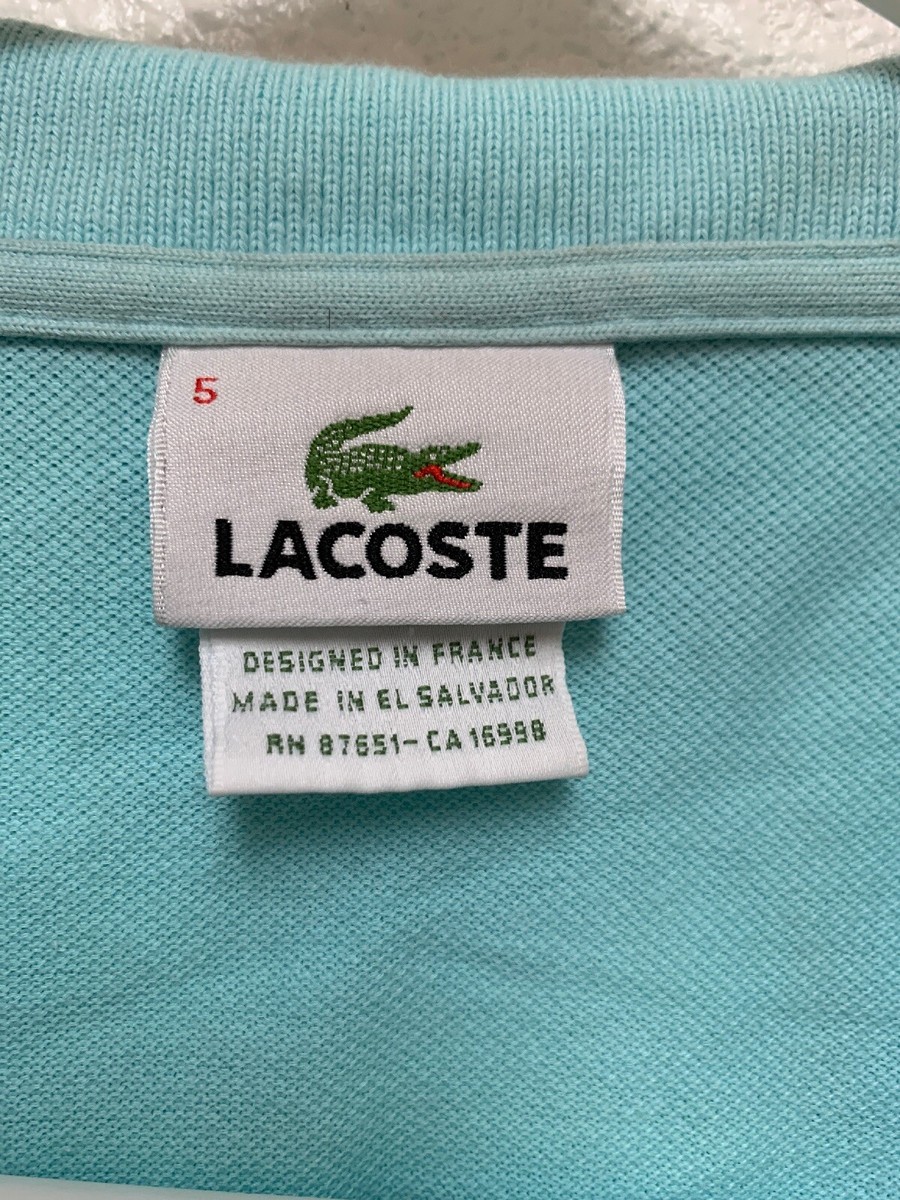 5
LACOSTE
DESIGNED IN FRANCE
MADE IN EL SALVADOR
RN 87651-CA 16998